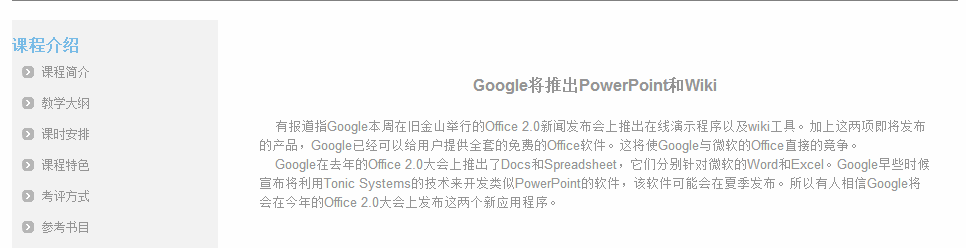 课程介绍
课程简介
教学大纲
课时安排
课程特色
考评方式
参考书目
Google将推出PowerPoint和Wiki
有报道指Google本周在旧金山举行的Office 2.0新闻发布会上推出在线演示程序以及wiki工具。加上这两项即将发布
的产品，Google已经可以给用户提供全套的免费的Office软件。这将使Google与微软的Office直接的竞争。
Google在去年的Office 2.0大会上推出了Docs和Spreadsheet，它们分别针对微软的Word和Excel。Google早些时候
宣布将利用Tonic Systems的技术来开发类似PowerPoint的软件，该软件可能会在夏季发布。所以有人相信Google将
会在今年的Office 2.0大会上发布这两个新应用程序。